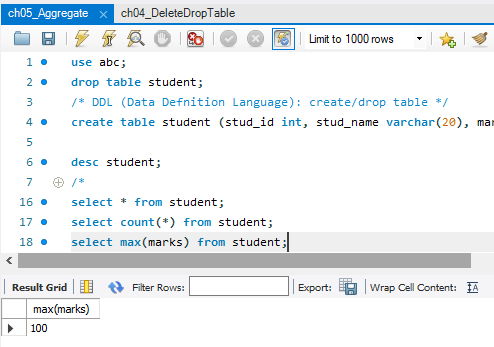 ch05_Aggregate ch04_DeleteDropTable
Limit to 1000 rows
1 use abc;
2 drop table student;
3 /* DDL (Data Defnition Language): create/drop table */
4 create table student (stud_id int, stud_name varchar(20), mar
5
6 desc student;
7 /*
16 select * from student;
17 select count(*) from student;
18 select max(marks) from student;
Result Grid Filter Rows: Export: Wrap Cell Content: IA
max(marks)
100